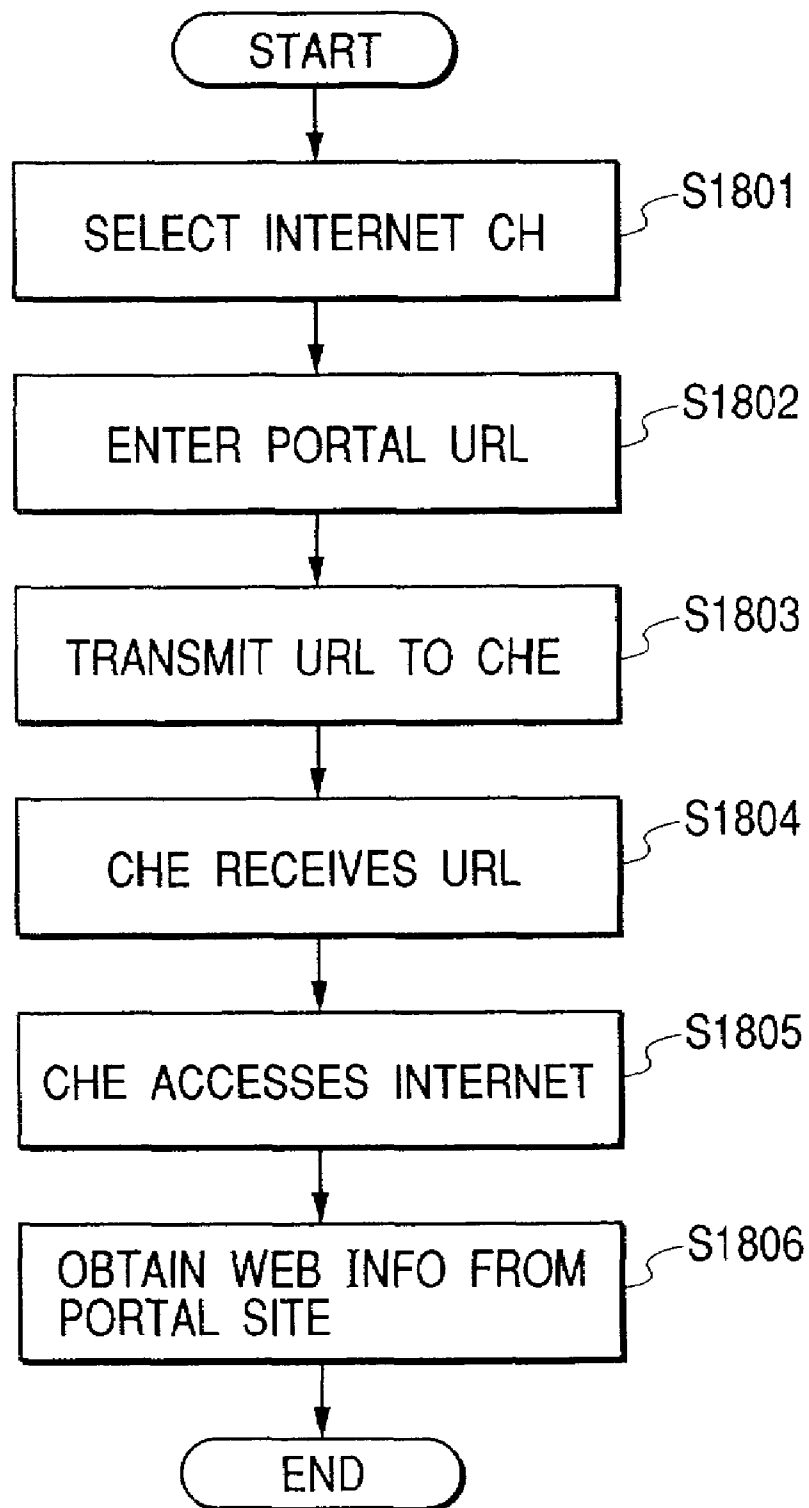 START
SELECT INTERNET CH
S1801
ENTER PORTAL URL
S1802
TRANSMIT URL TO CHE
S1803
CHE RECEIVES URL
S1804
CHE ACCESSES INTERNET
S1805
OBTAIN WEB INFO FROM
PORTAL SITE
S1806
END